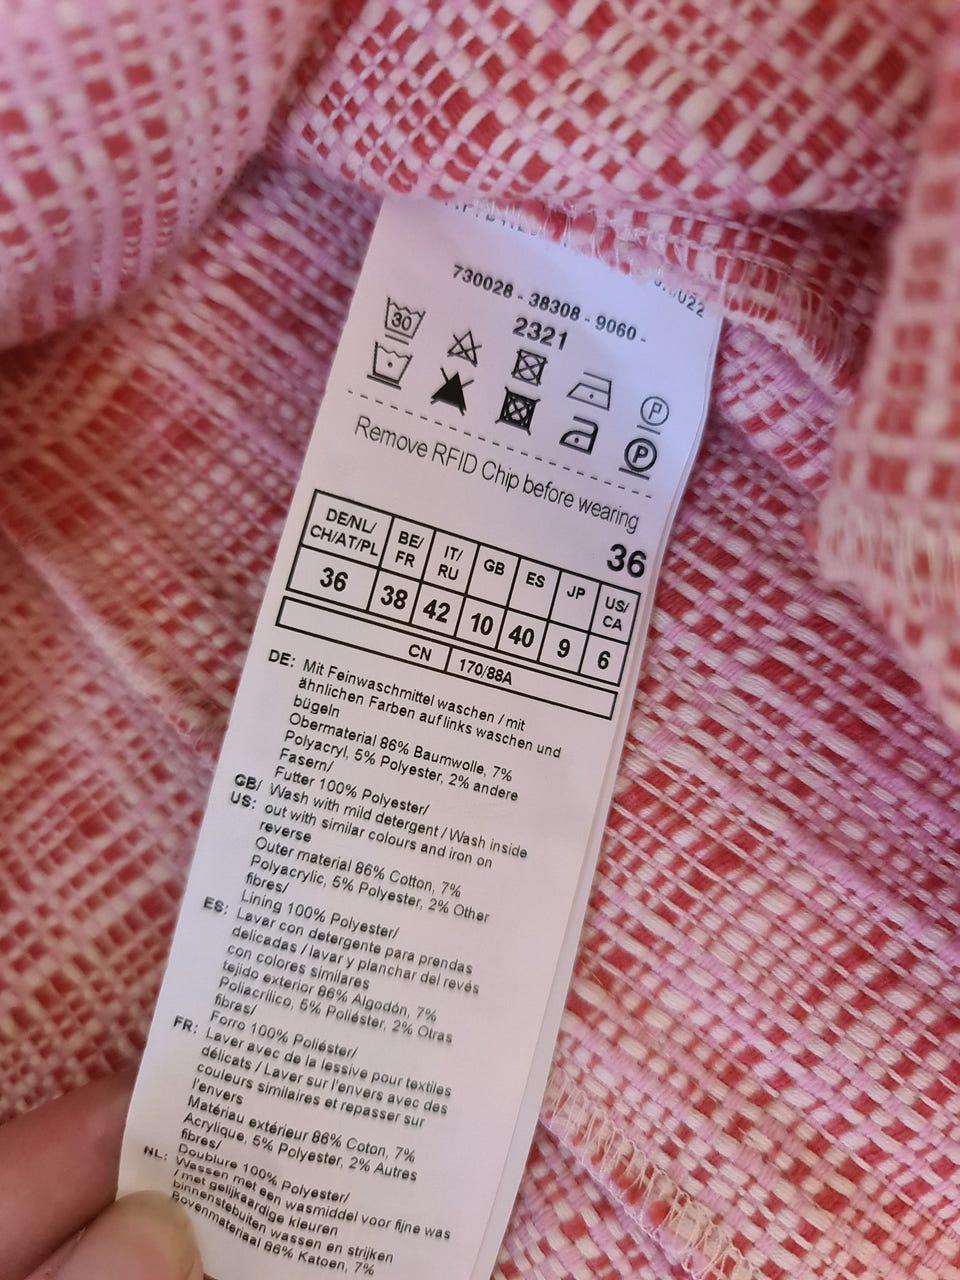 730028 - 38308 - 9060 -
2321
30
P
P
Remove RFID Chip before wearing
36
DE/NL/ CH/AT/PL BE/ FR IT/ RU GB ES JP US/ CA
36 38 42 10 40 9 6
CN 170/88A
DE: Mit Feinwaschmittel waschen / mit
ähnlichen Farben auf links waschen und
bügeln
Obermaterial 86% Baumwolle, 7%
Polyacryl, 5% Polyester, 2% andere
Fasern/
Futter 100% Polyester/
GB/ US: Wash with mild detergent / Wash inside
out with similar colours and iron on
reverse
Outer material 86% Cotton, 7%
Polyacrylic, 5% Polyester, 2% Other
fibres/
Lining 100% Polyester/
ES: Lavar con detergente para prendas
delicadas / lavar y planchar del revés
con colores similares
tejido exterior 86% Algodón, 7%
Poliacrílico, 5% Poliéster, 2% Otras
fibras/
Forro 100% Poliéster/
FR: Laver avec de la lessive pour textiles
délicats / Laver sur l'envers avec des
couleurs similaires et repasser sur
l'envers
Matériau extérieur 86% Coton, 7%
Acrylique, 5% Polyester, 2% Autres
fibres/
Doublure 100% Polyester/
NL: Wassen met een wasmiddel voor fijne was
/ met gelijkaardige kleuren
binnenstebuiten wassen en strijken
Bovenmateriaal 86% Katoen, 7%